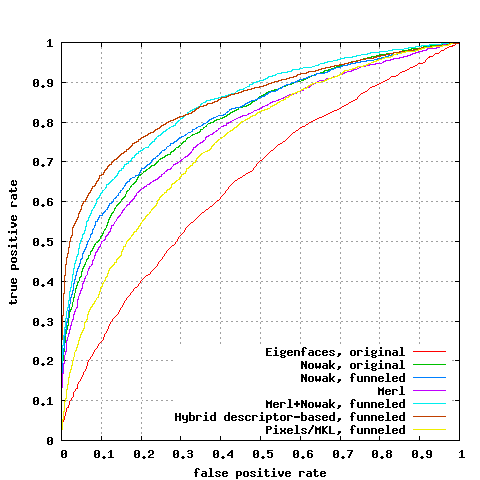 1
0.9
0.8
0.7
0.6
0.5
0.4
0.3
0.2
0.1
0
true positive rate
Eigenfaces, original
Nowak, original
Nowak, funneled
Merl
Merl+Nowak, funneled
Hybrid descriptor-based, funneled
Pixels/MKL, funneled
0 0.1 0.2 0.3 0.4 0.5 0.6 0.7 0.8 0.9 1
false positive rate